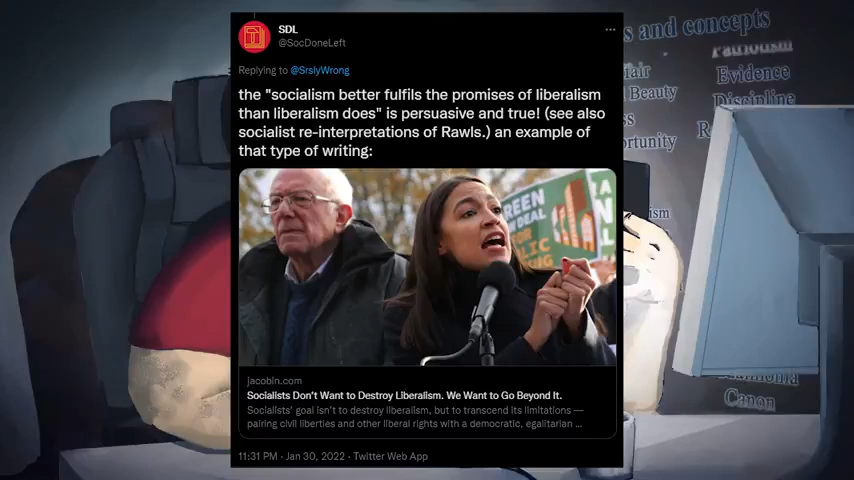 SDL
@SocDoneLeft
Replying to @SrslyWrong
the "socialism better fulfils the promises of liberalism
than liberalism does" is persuasive and true! (see also
socialist re-interpretations of Rawls.) an example of
that type of writing:
GREEN
DEAL
FOR
jacobin.com
Socialists Don't Want to Destroy Liberalism. We Want to Go Beyond It.
Socialists' goal isn't to destroy liberalism, but to transcend its limitations —
pairing civil liberties and other liberal rights with a democratic, egalitarian ...
11:31 PM · Jan 30, 2022 · Twitter Web App
s and concepts
Patriotism
Evidence
Beauty
Discipline
Canon